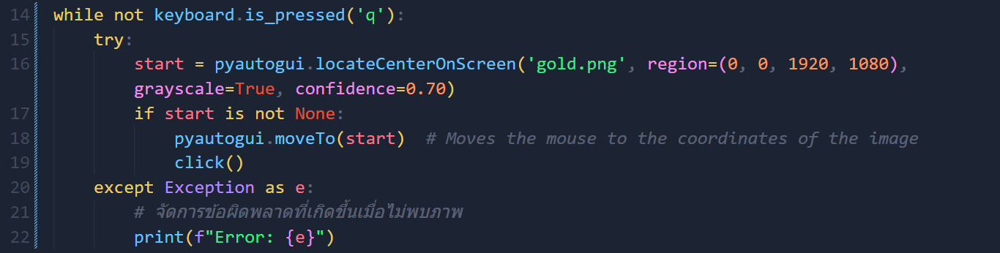 14 while not keyboard.is_pressed('q'):
15     try:
16         start = pyautogui.locateCenterOnScreen('gold.png', region=(0, 0, 1920, 1080),
        grayscale=True, confidence=0.70)
17         if start is not None:
18             pyautogui.moveTo(start)  # Moves the mouse to the coordinates of the image
19             click()
20     except Exception as e:
21         # จัดการข้อผิดพลาดที่เกิดขึ้นเมื่อไม่พบภาพ
22         print(f"Error: {e}")